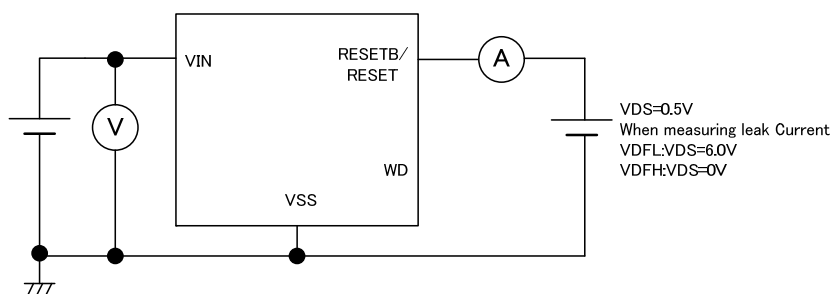 VIN
RESETB/
RESET
A
V
VDS=0.5V
When measuring leak Current
VDFL:VDS=6.0V
VDFH:VDS=0V
WD
VSS